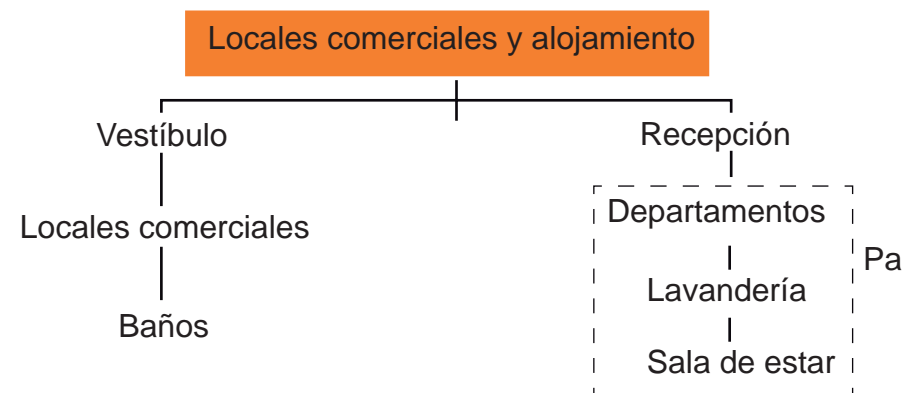 Locales comerciales y alojamiento
Vestíbulo
Recepción
Locales comerciales
Departamentos
Pa
Baños
Lavandería
Sala de estar